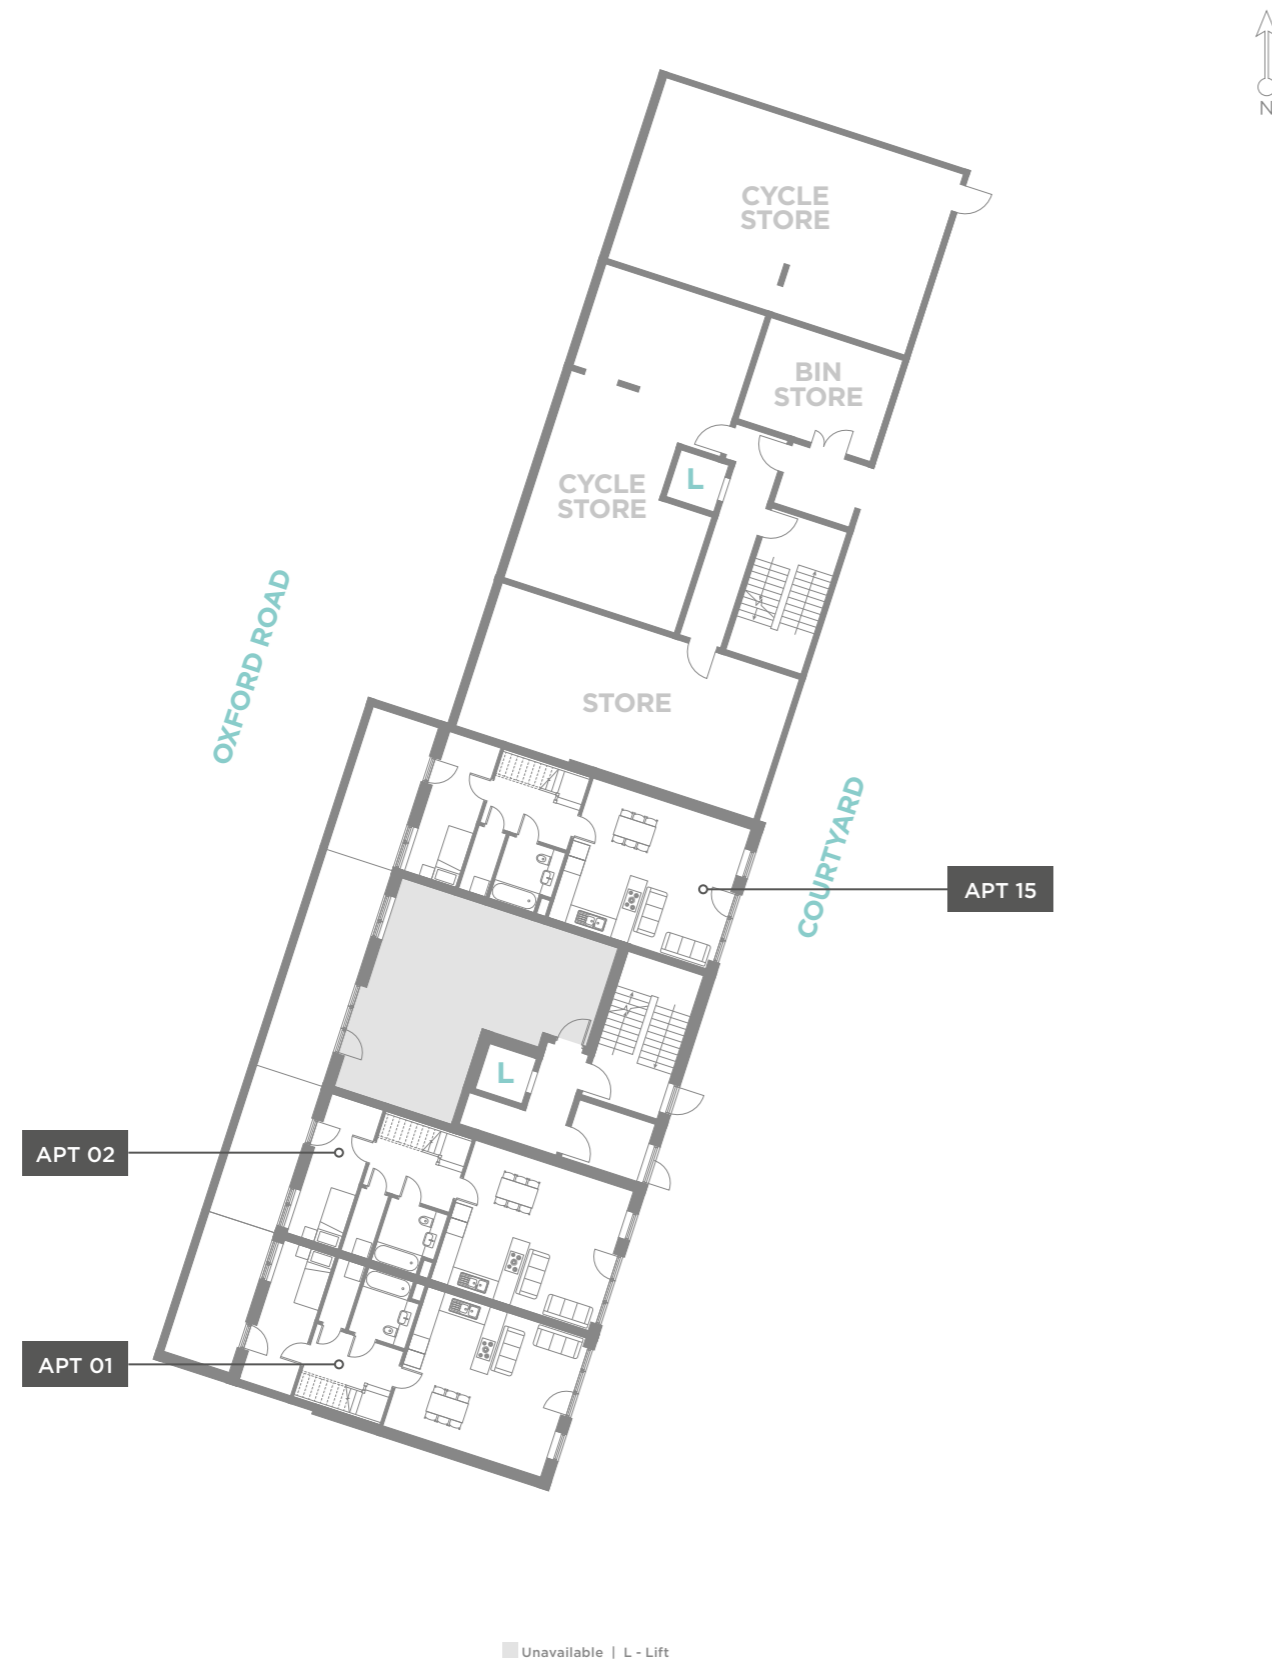 N
CYCLE
STORE
BIN
STORE
L
CYCLE
STORE
OXFORD ROAD
STORE
COURTYARD
APT 15
L
APT 02
APT 01
Unavailable | L - Lift